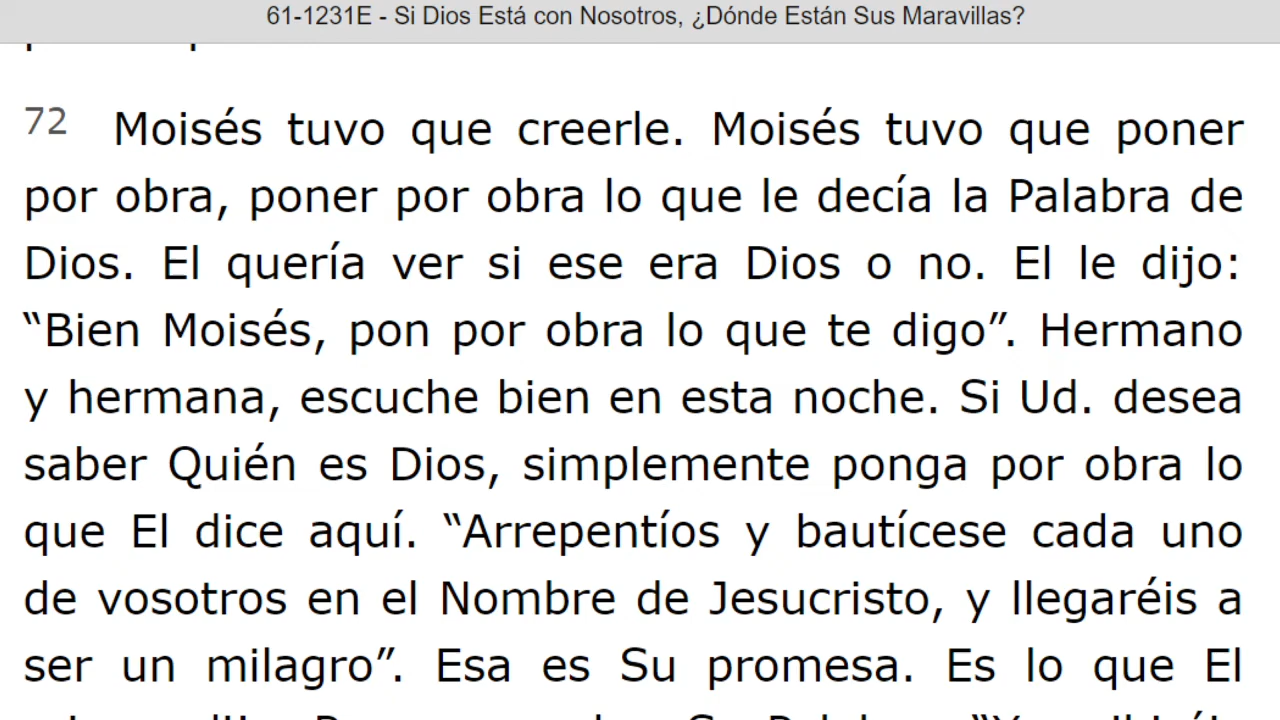 61-1231E - Si Dios Está con Nosotros, ¿Dónde Están Sus Maravillas?
72 Moisés tuvo que creerle. Moisés tuvo que poner
por obra, poner por obra lo que le decía la Palabra de
Dios. El quería ver si ese era Dios o no. El le dijo:
“Bien Moisés, pon por obra lo que te digo”. Hermano
y hermana, escuche bien en esta noche. Si Ud. desea
saber Quién es Dios, simplemente ponga por obra lo
que El dice aquí. “Arrepentíos y bautícese cada uno
de vosotros en el Nombre de Jesucristo, y llegaréis a
ser un milagro”. Esa es Su promesa. Es lo que El